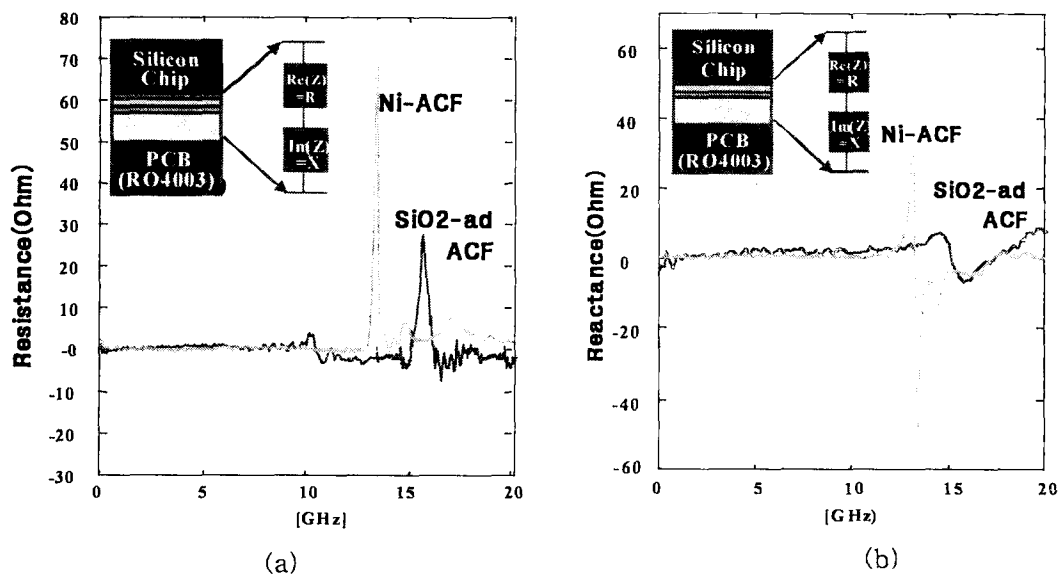 80
70
60
50
40
30
20
10
-0
-10
-20
-30
Resistance(Ohm)
Silicon
Chip
PCB
(RO4003)
Re(Z)
=R
In(Z)
=X
Ni-ACF
SiO2-ad
ACF
0
5
10
15
20
[GHz]
(a)
60
40
20
0
-20
-40
-60
Reactance(Ohm)
Silicon
Chip
PCB
(RO4003)
Re(Z)
=R
In(Z)
=X
Ni-ACF
SiO2-ad
ACF
0
5
10
15
20
[GHz)
(b)